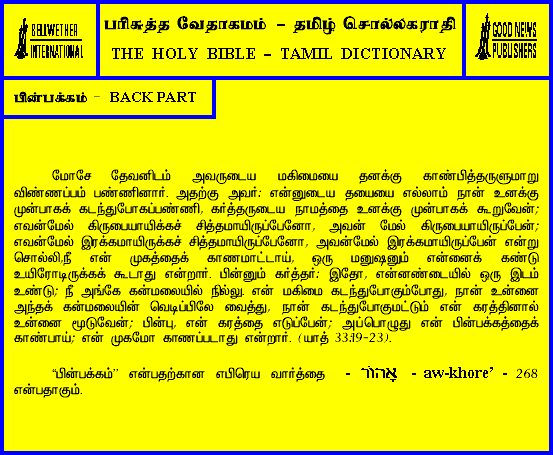 BELLWETHER
INTERNATIONAL
பரிசுத்த வேதாகமம் – தமிழ் சொல்லகராதி
THE HOLY BIBLE – TAMIL DICTIONARY
GOOD NEWS
PUBLISHERS
பின்பக்கம் – BACK PART
மோசே தேவனிடம் அவருடைய மகிமையை தனக்கு காண்பித்தருளுமாறு
விண்ணப்பம் பண்ணினார். அதற்கு அவர்: என்னுடைய தயையை எல்லாம் நான் உனக்கு
முன்பாகக் கடந்துபோகப்பண்ணி, கர்த்தருடைய நாமத்தை உனக்கு முன்பாகக் கூறுவேன்;
எவன்மேல் கிருபையாயிக்கச் சித்தமாயிருப்பேனோ, அவன் மேல் கிருபையாயிருப்பேன்;
எவன்மேல் இரக்கமாயிருக்கச் சித்தமாயிருப்பேனோ, அவன்மேல் இரக்கமாயிருப்பேன் என்று
சொல்லி,நீ என் முகத்தைக் காணமாட்டாய், ஒரு மனுஷனும் என்னைக் கண்டு
உயிரோடிருக்கக் கூடாது என்றார். பின்னும் கர்த்தர்: இதோ, என்னண்டையில் ஒரு இடம்
உண்டு; நீ அங்கே கன்மலையில் நில்லு. என் மகிமை கடந்துபோகும்போது, நான் உன்னை
அந்தக் கன்மலையின் வெடிப்பிலே வைத்து, நான் கடந்துபோகுமட்டும் என் கரத்தினால்
உன்னை மூடுவேன்; பின்பு, என் கரத்தை எடுப்பேன்; அப்பொழுது என் பின்பக்கத்தைக்
காண்பாய்; என் முகமோ காணப்படாது என்றார். (யாத் 33:19-23).
“பின்பக்கம்” என்பதற்கான எபிரெய வார்த்தை - אָהוֹר - aw-khore’ - 268
என்பதாகும்.